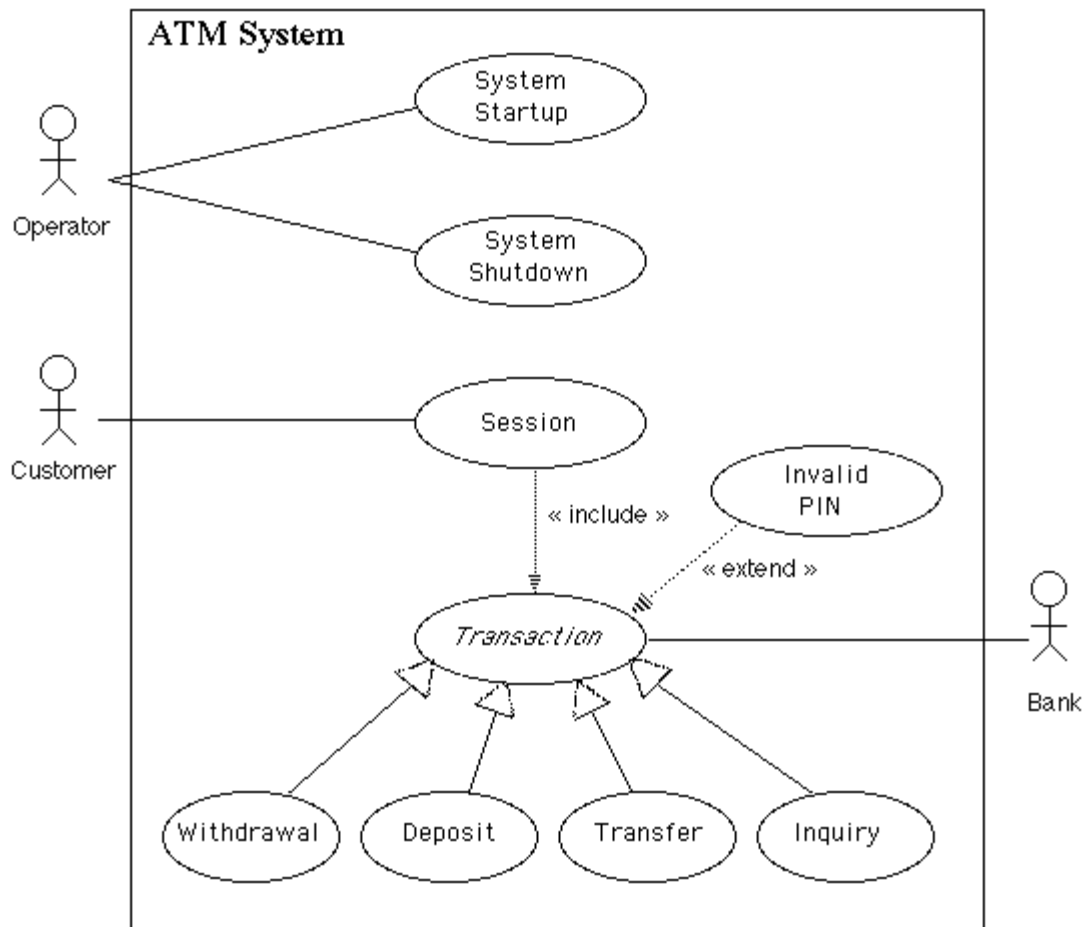 ATM System
System
Startup
Operator
System
Shutdown
Customer
Session
Invalid
PIN
« include »
« extend »
Transaction
Bank
Withdrawal
Deposit
Transfer
Inquiry